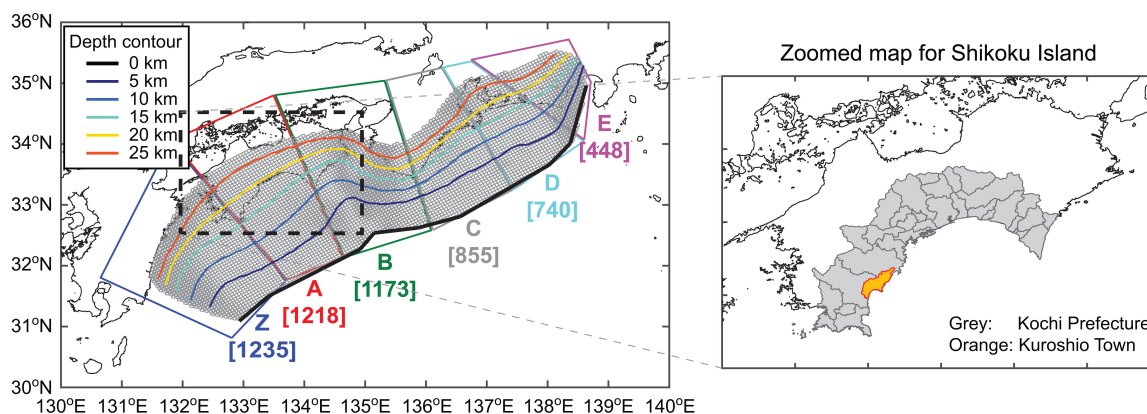 36°N
35°N
34°N
33°N
32°N
31°N
30°N
130°E
131°E
132°E
133°E
134°E
135°E
136°E
137°E
138°E
139°E
140°E
Depth contour
0 km
5 km
10 km
15 km
20 km
25 km
Z
[1235]
A
[1218]
B
[1173]
C
[855]
D
[740]
E
[448]
Zoomed map for Shikoku Island
Grey: Kochi Prefecture
Orange: Kuroshio Town